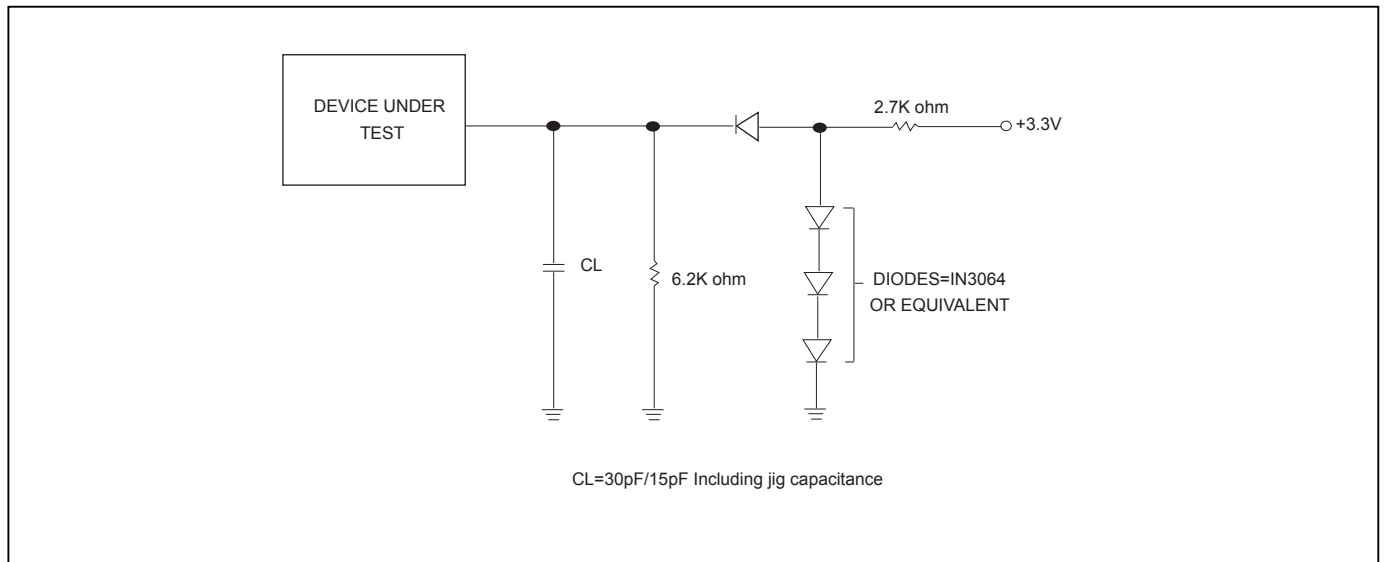 DEVICE UNDER
TEST
2.7K ohm
+3.3V
CL
6.2K ohm
DIODES=IN3064
OR EQUIVALENT
CL=30pF/15pF Including jig capacitance